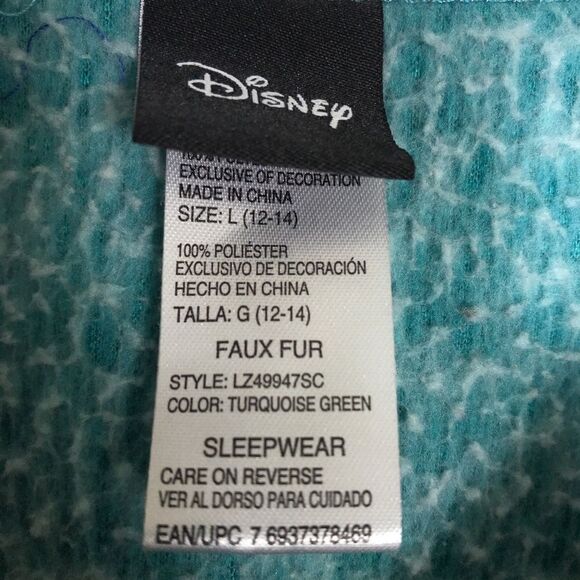 Disney
EXCLUSIVE OF DECORATION
MADE IN CHINA
SIZE: L (12-14)
100% POLIÉSTER
EXCLUSIVO DE DECORACIÓN
HECHO EN CHINA
TALLA: G (12-14)
FAUX FUR
STYLE: LZ49947SC
COLOR: TURQUOISE GREEN
SLEEPWEAR
CARE ON REVERSE
VER AL DORSO PARA CUIDADO
EAN/UPC 7 6937378469